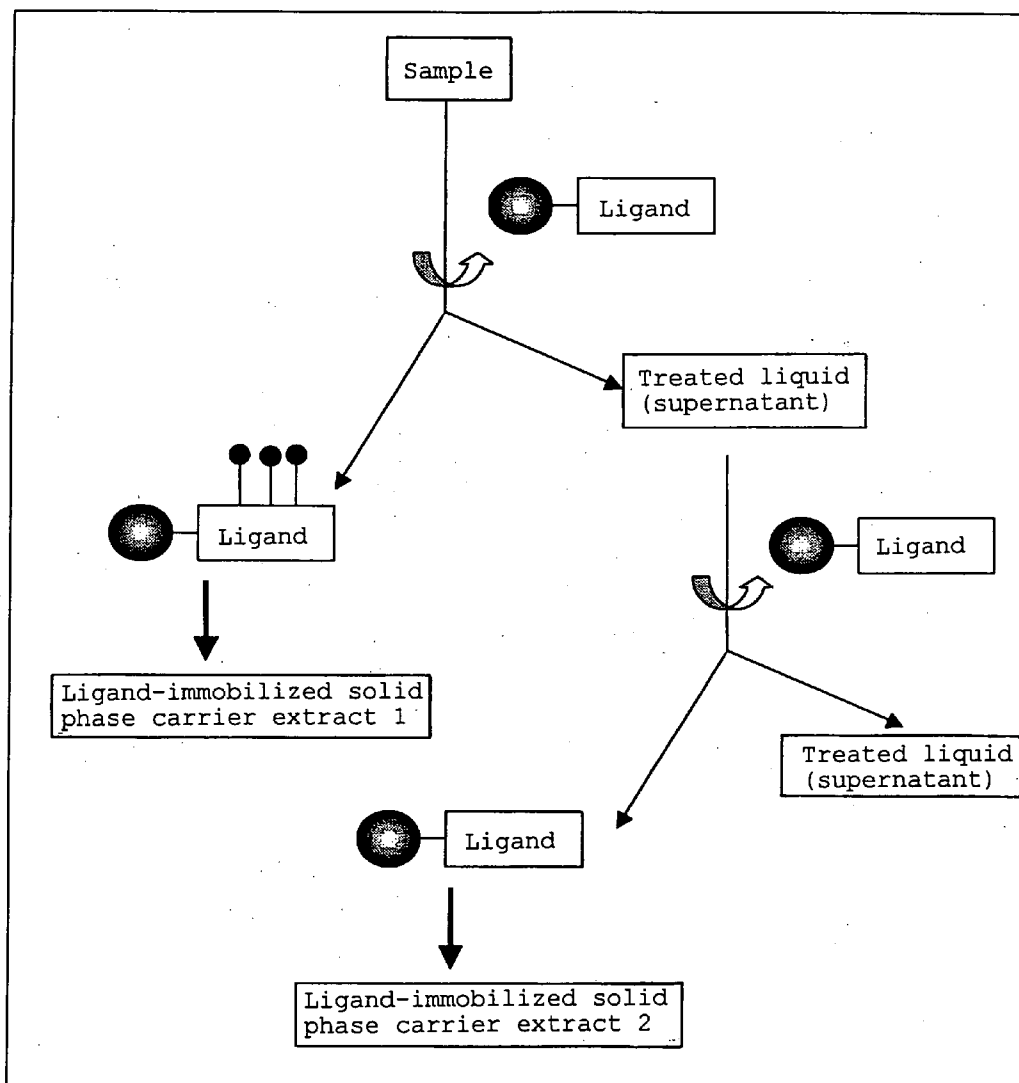 Sample
Ligand
Treated liquid
(supernatant)
Ligand
Ligand
Ligand-immobilized solid
phase carrier extract 1
Treated liquid
(supernatant)
Ligand
Ligand-immobilized solid
phase carrier extract 2